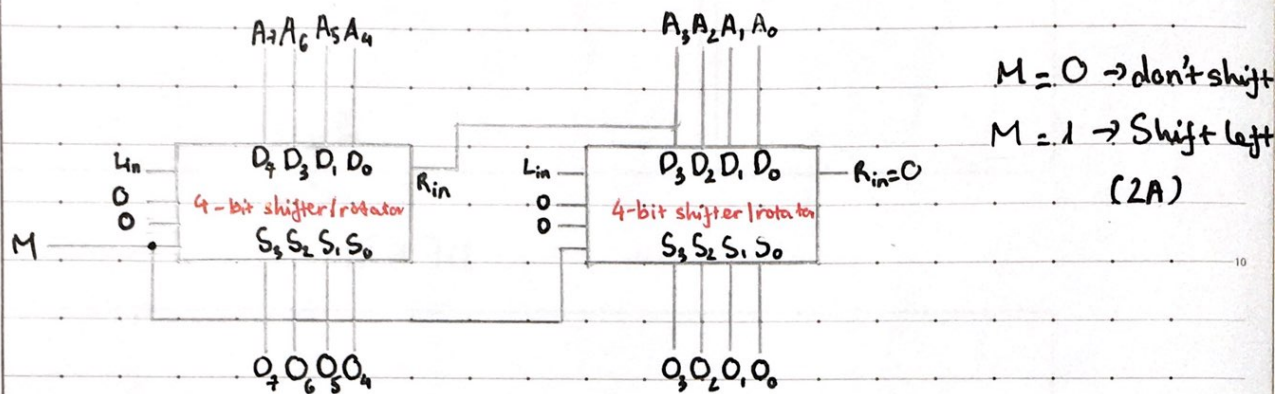 A7 A6 A5 A4
A3 A2 A1 A0
M = 0 → don't shift
M = 1 → Shift left
(2A)
Lin
D4 D3 D1 D0
Rin
0
4-bit shifter/rotator
0
M
S3 S2 S1 S0
Lin
D3 D2 D1 D0
Rin=0
0
4-bit shifter/rotator
0
S3 S2 S1 S0
10
O7 O6 O5 O4
O3 O2 O1 O0